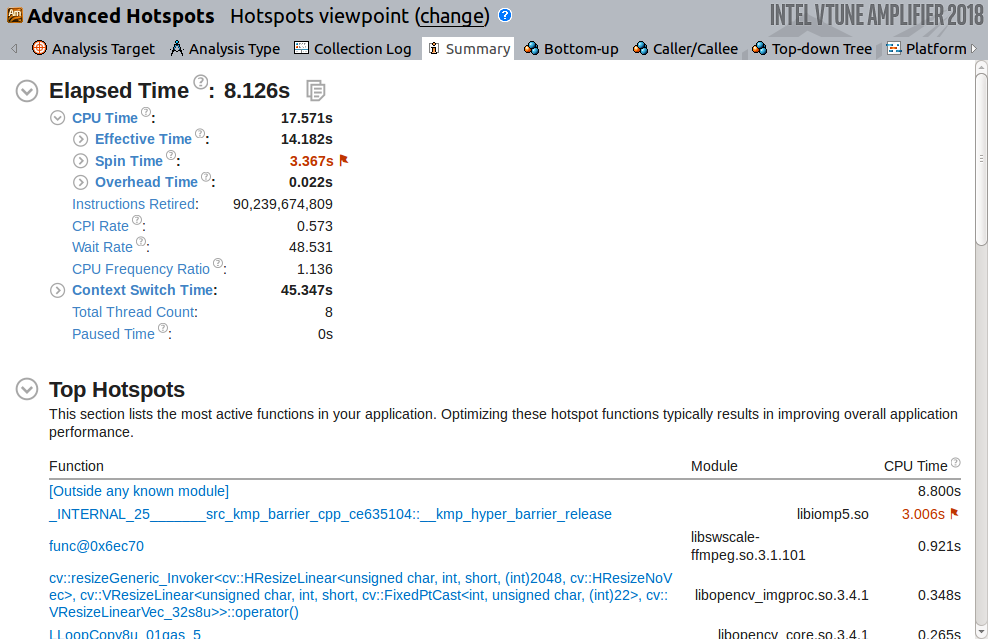 Am Advanced Hotspots Hotspots viewpoint (change) ? INTEL VTUNE AMPLIFIER 2018
Analysis Target Analysis Type Collection Log Summary Bottom-up Caller/Callee Top-down Tree Platform
Elapsed Time ?: 8.126s
CPU Time ?: 17.571s
Effective Time ?: 14.182s
Spin Time ?: 3.367s
Overhead Time ?: 0.022s
Instructions Retired: 90,239,674,809
CPI Rate ?: 0.573
Wait Rate ?: 48.531
CPU Frequency Ratio ?: 1.136
Context Switch Time: 45.347s
Total Thread Count: 8
Paused Time ?: 0s
Top Hotspots
This section lists the most active functions in your application. Optimizing these hotspot functions typically results in improving overall application
performance.
Function Module CPU Time ?
[Outside any known module] 8.800s
_INTERNAL_25_______src_kmp_barrier_cpp_ce635104::__kmp_hyper_barrier_release libiomp5.so 3.006s
func@0x6ec70 libswscale-
ffmpeg.so.3.1.101 0.921s
cv::resizeGeneric_Invoker<cv::HResizeLinear<unsigned char, int, short, (int)2048, cv::HResizeNoV
ec>, cv::VResizeLinear<unsigned char, int, short, cv::FixedPtCast<int, unsigned char, (int)22>, cv:: libopencv_imgproc.so.3.4.1 0.348s
VResizeLinearVec_32s8u>>::operator()
LLoopCopy8u_01gas_5 libopencv_core.so.3.4.1 0.265s